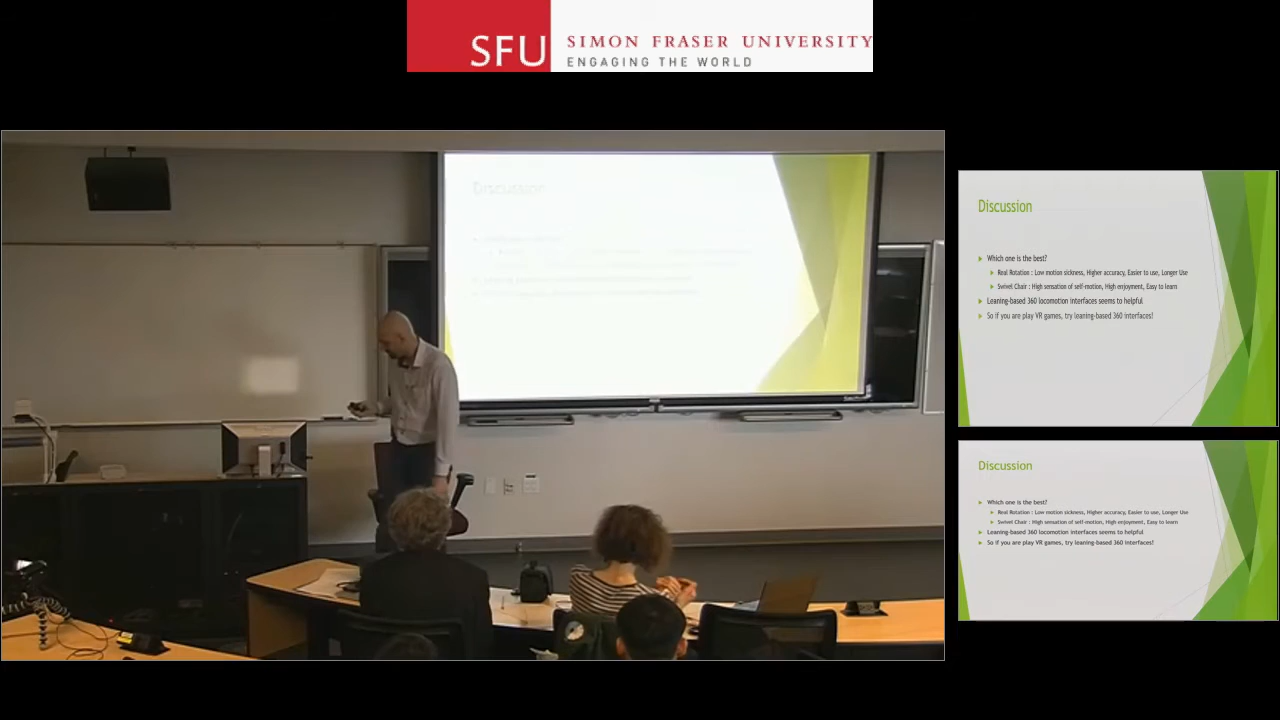 SFU
SIMON FRASER UNIVERSITY
ENGAGING THE WORLD
Discussion
Discussion
Which one is the best?
Real Rotation : Low motion sickness, Higher accuracy, Easier to use, Longer Use
Swivel Chair : High sensation of self-motion, High enjoyment, Easy to learn
Leaning-based 360 locomotion interfaces seems to helpful
So if you are play VR games, try leaning-based 360 interfaces!
Discussion
Which one is the best?
Real Rotation : Low motion sickness, Higher accuracy, Easier to use, Longer Use
Swivel Chair : High sensation of self-motion, High enjoyment, Easy to learn
Leaning-based 360 locomotion interfaces seems to helpful
So if you are play VR games, try leaning-based 360 interfaces!